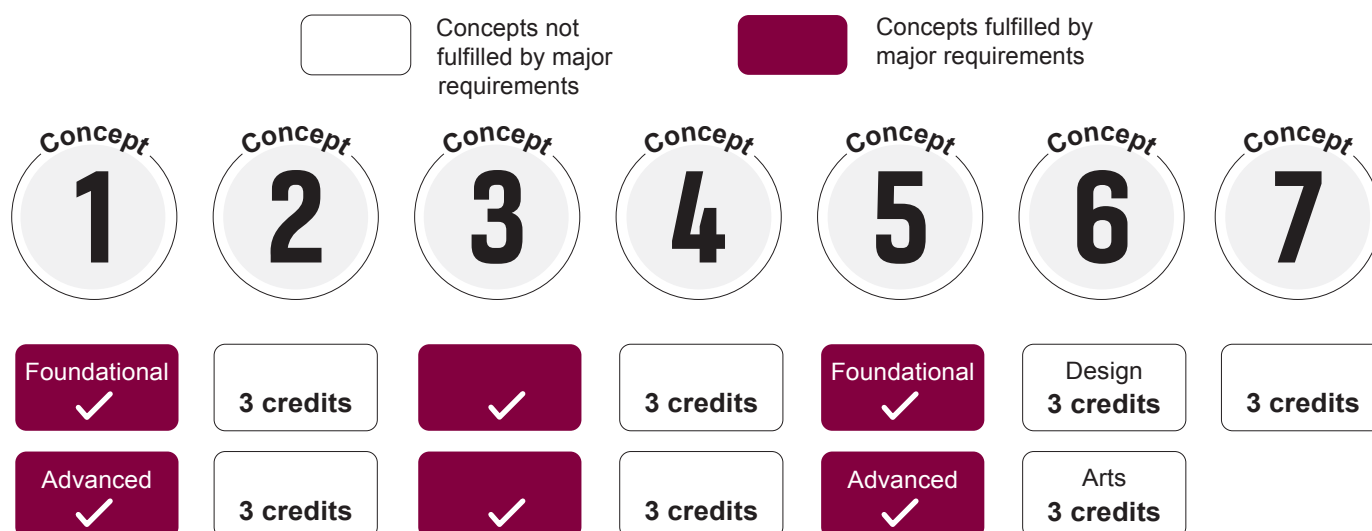 Concepts not
fulfilled by major
requirements
Concepts fulfilled by
major requirements
Concept
1
Concept
2
Concept
3
Concept
4
Concept
5
Concept
6
Concept
7
Foundational
3 credits
3 credits
Foundational
Design
3 credits
3 credits
Advanced
3 credits
3 credits
Advanced
Arts
3 credits